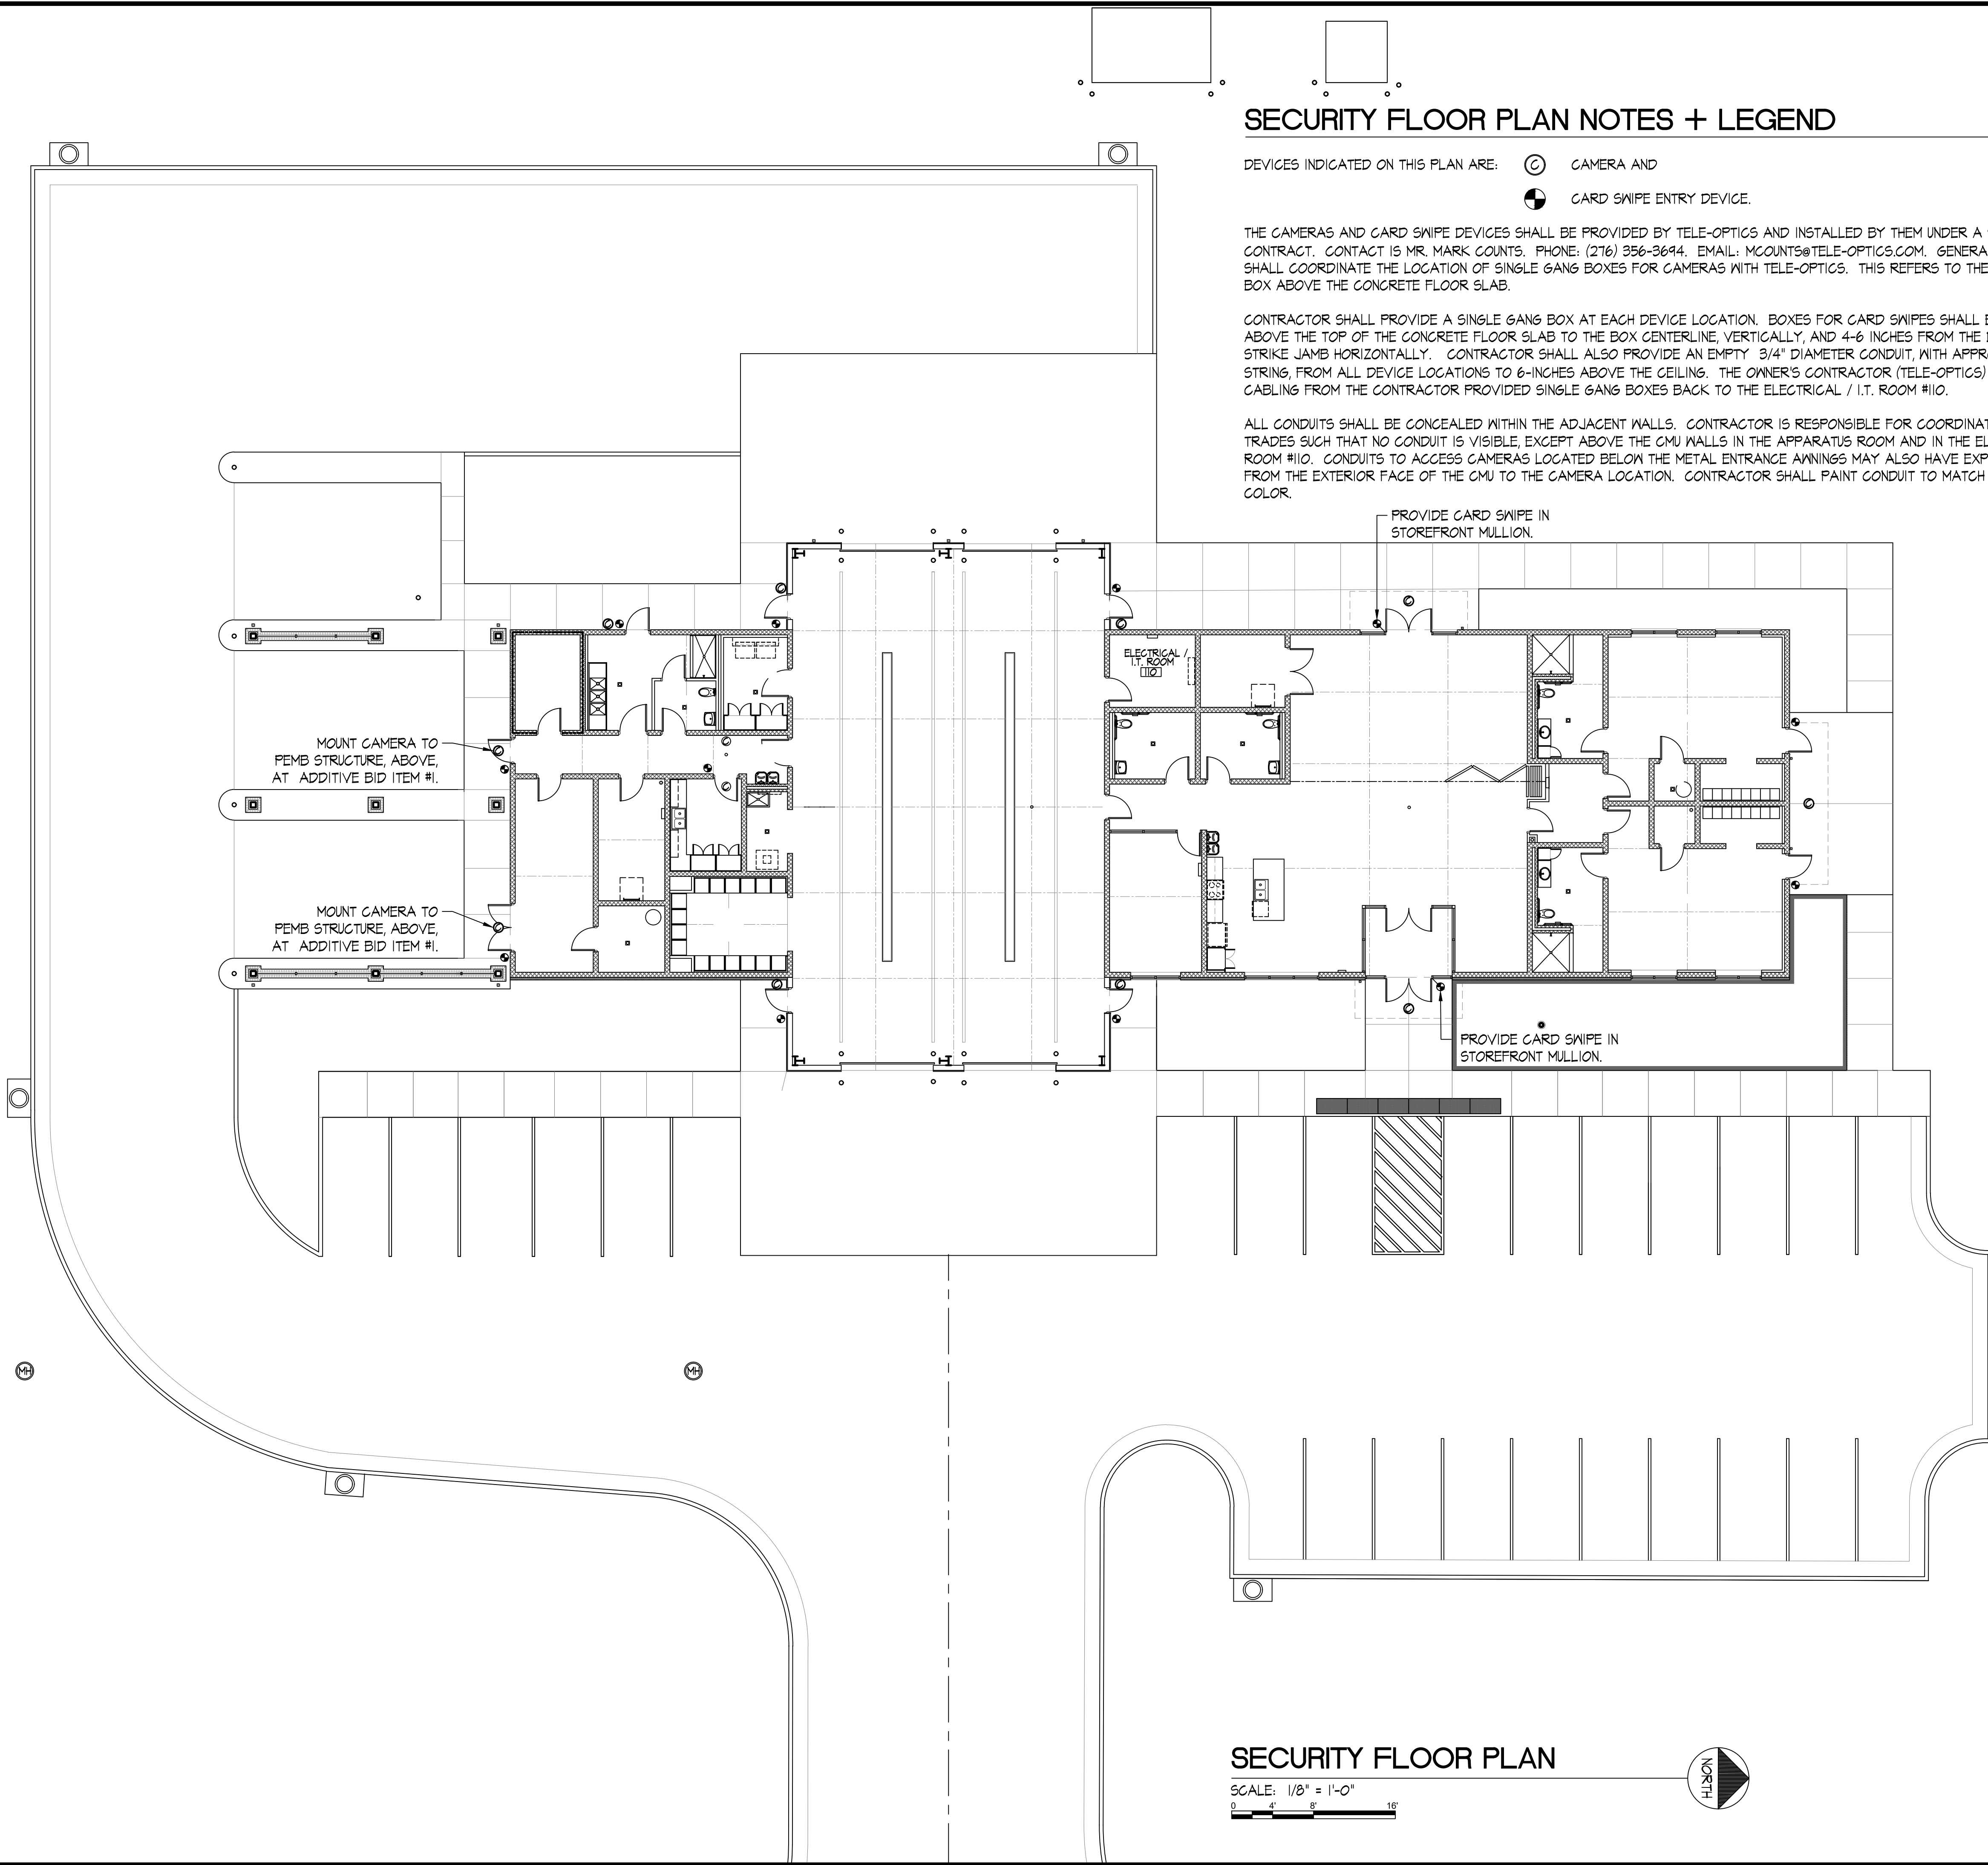 SECURITY FLOOR PLAN NOTES + LEGEND
DEVICES INDICATED ON THIS PLAN ARE: C CAMERA AND
CARD SWIPE ENTRY DEVICE.
THE CAMERAS AND CARD SWIPE DEVICES SHALL BE PROVIDED BY TELE-OPTICS AND INSTALLED BY THEM UNDER A
CONTRACT. CONTACT IS MR. MARK COUNTS. PHONE: (276) 356-3694. EMAIL: MCOUNTS@TELE-OPTICS.COM. GENERA
SHALL COORDINATE THE LOCATION OF SINGLE GANG BOXES FOR CAMERAS WITH TELE-OPTICS. THIS REFERS TO THE
BOX ABOVE THE CONCRETE FLOOR SLAB.
CONTRACTOR SHALL PROVIDE A SINGLE GANG BOX AT EACH DEVICE LOCATION. BOXES FOR CARD SWIPES SHALL
ABOVE THE TOP OF THE CONCRETE FLOOR SLAB TO THE BOX CENTERLINE, VERTICALLY, AND 4-6 INCHES FROM THE
STRIKE JAMB HORIZONTALLY. CONTRACTOR SHALL ALSO PROVIDE AN EMPTY 3/4" DIAMETER CONDUIT, WITH APPR
STRING, FROM ALL DEVICE LOCATIONS TO 6-INCHES ABOVE THE CEILING. THE OWNER'S CONTRACTOR (TELE-OPTICS)
CABLING FROM THE CONTRACTOR PROVIDED SINGLE GANG BOXES BACK TO THE ELECTRICAL / I.T. ROOM #110.
ALL CONDUITS SHALL BE CONCEALED WITHIN THE ADJACENT WALLS. CONTRACTOR IS RESPONSIBLE FOR COORDINAT
TRADES SUCH THAT NO CONDUIT IS VISIBLE, EXCEPT ABOVE THE CMU WALLS IN THE APPARATUS ROOM AND IN THE EL
ROOM #110. CONDUITS TO ACCESS CAMERAS LOCATED BELOW THE METAL ENTRANCE AWNINGS MAY ALSO HAVE EXP
FROM THE EXTERIOR FACE OF THE CMU TO THE CAMERA LOCATION. CONTRACTOR SHALL PAINT CONDUIT TO MATCH
COLOR.
PROVIDE CARD SWIPE IN
STOREFRONT MULLION.
ELECTRICAL /
I.T. ROOM
110
MOUNT CAMERA TO
PEMB STRUCTURE, ABOVE,
AT ADDITIVE BID ITEM #1.
MOUNT CAMERA TO
PEMB STRUCTURE, ABOVE,
AT ADDITIVE BID ITEM #1.
PROVIDE CARD SWIPE IN
STOREFRONT MULLION.
MH
MH
SECURITY FLOOR PLAN
NORTH
SCALE: 1/8" = 1'-0"
0 4' 8' 16'